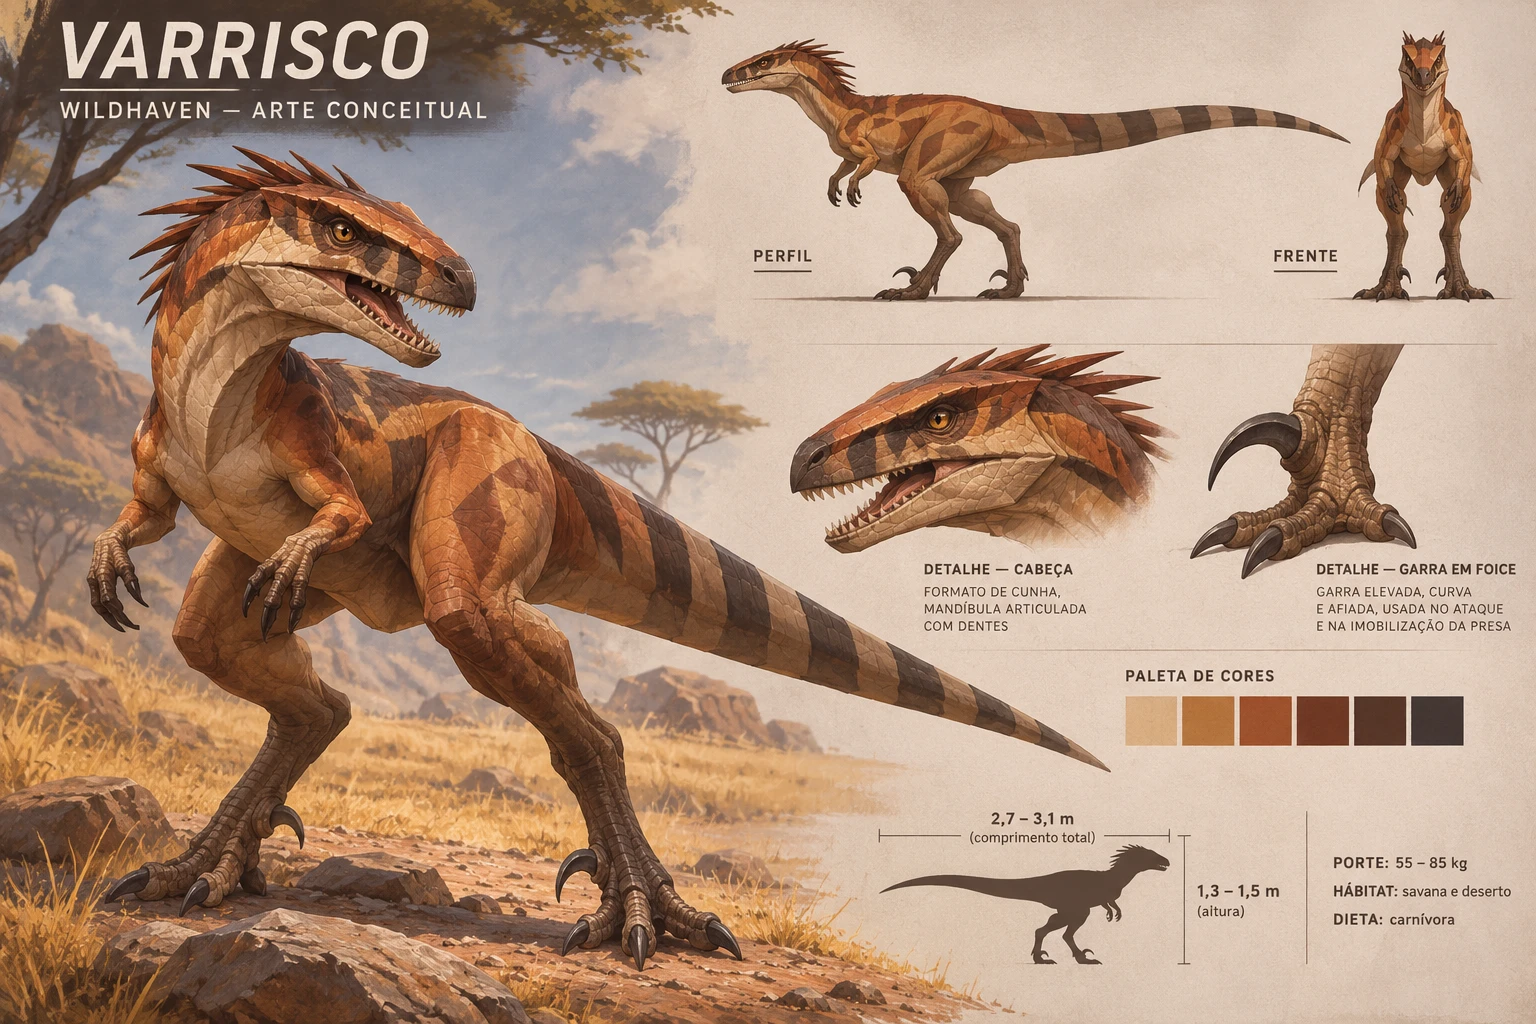 VARRISCO
WILDHAVEN — ARTE CONCEITUAL
PERFIL
FRENTE
DETALHE — CABEÇA
FORMATO DE CUNHA,
MANDÍBULA ARTICULADA
COM DENTES
DETALHE — GARRA EM FOICE
GARRA ELEVADA, CURVA
E AFIADA, USADA NO ATAQUE
E NA IMOBILIZAÇÃO DA PRESA
PALETA DE CORES
2,7 – 3,1 m
(comprimento total)
1,3 – 1,5 m
(altura)
PORTE: 55 – 85 kg
HÁBITAT: savana e deserto
DIETA: carnívora